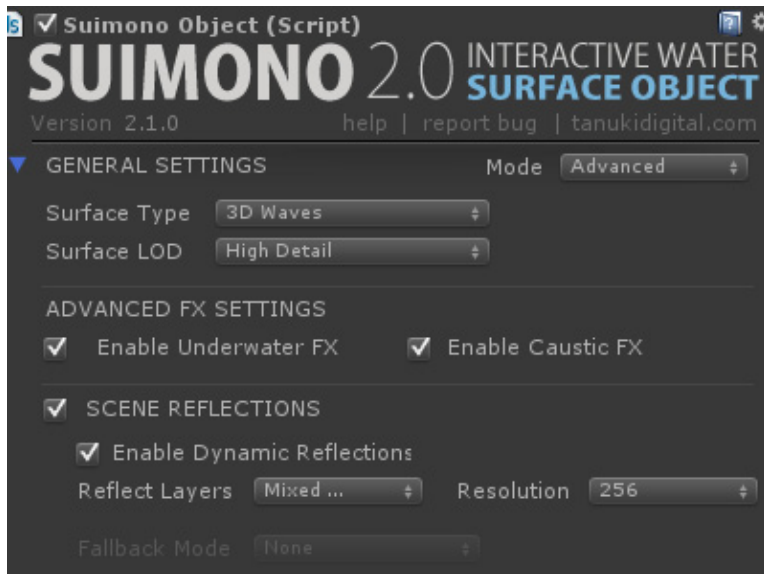 Suimono Object (Script)
SUIMONO 2.0 INTERACTIVE WATER
SURFACE OBJECT
Version 2.1.0 help | report bug | tanukidigital.com
GENERAL SETTINGS Mode Advanced
Surface Type 3D Waves
Surface LOD High Detail
ADVANCED FX SETTINGS
Enable Underwater FX Enable Caustic FX
SCENE REFLECTIONS
Enable Dynamic Reflections
Reflect Layers Mixed ... Resolution 256
Fallback Mode None